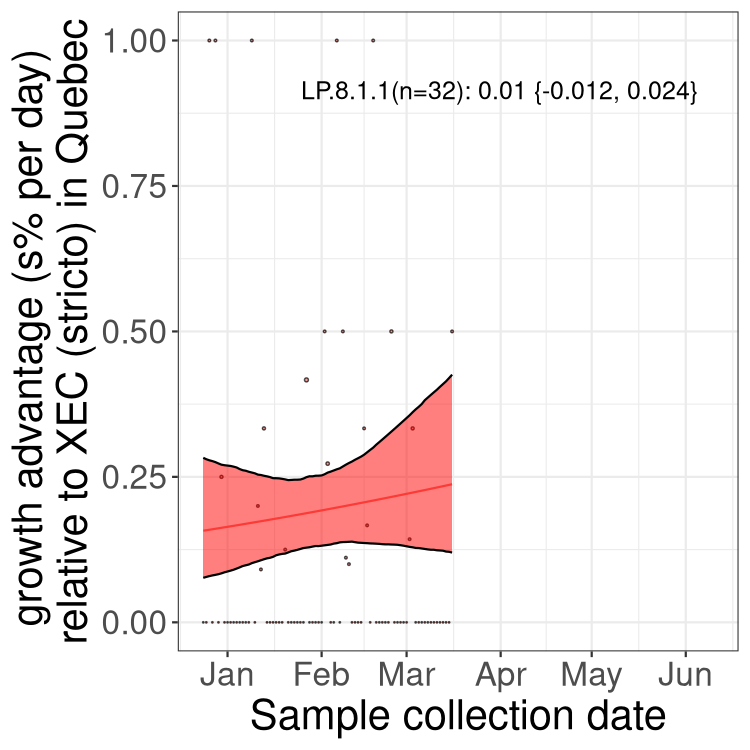 growth advantage (s% per day)
relative to XEC (stricto) in Quebec
1.00
0.75
0.50
0.25
0.00
LP.8.1.1(n=32): 0.01 {-0.012, 0.024}
Jan Feb Mar Apr May Jun
Sample collection date